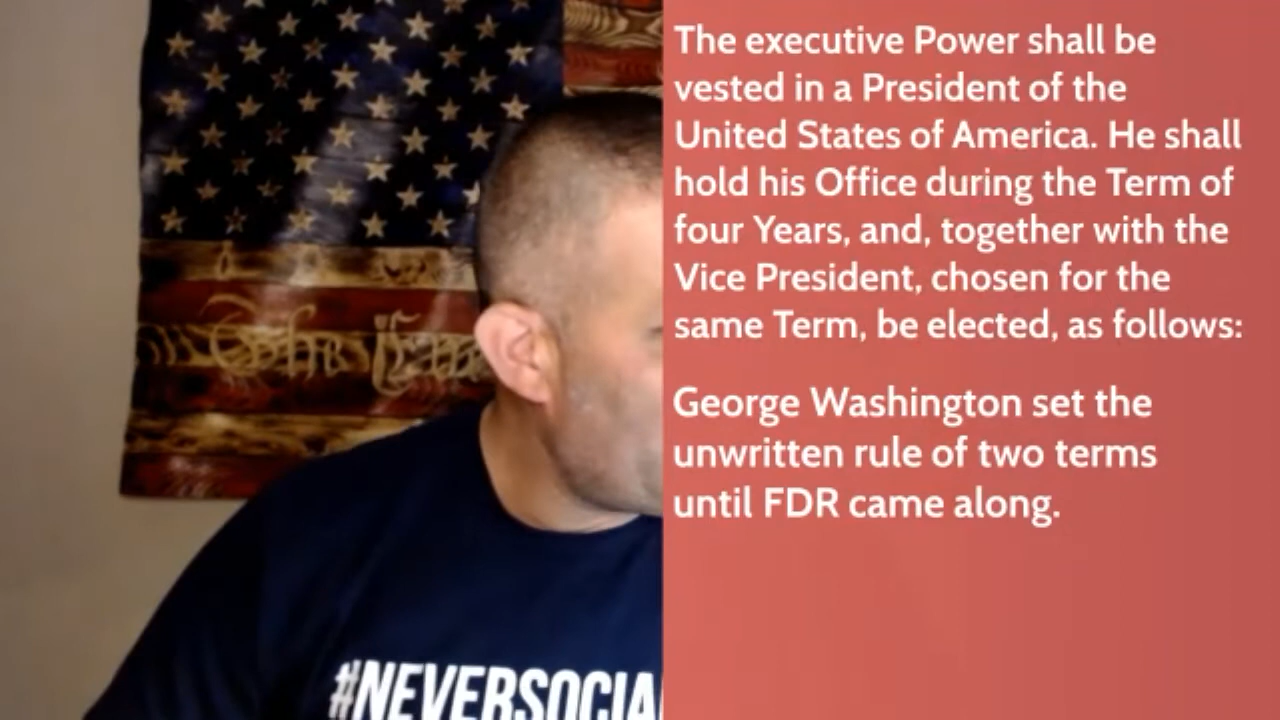 The executive Power shall be
vested in a President of the
United States of America. He shall
hold his Office during the Term of
four Years, and, together with the
Vice President, chosen for the
same Term, be elected, as follows:
George Washington set the
unwritten rule of two terms
until FDR came along.
#NEVERSOCIA